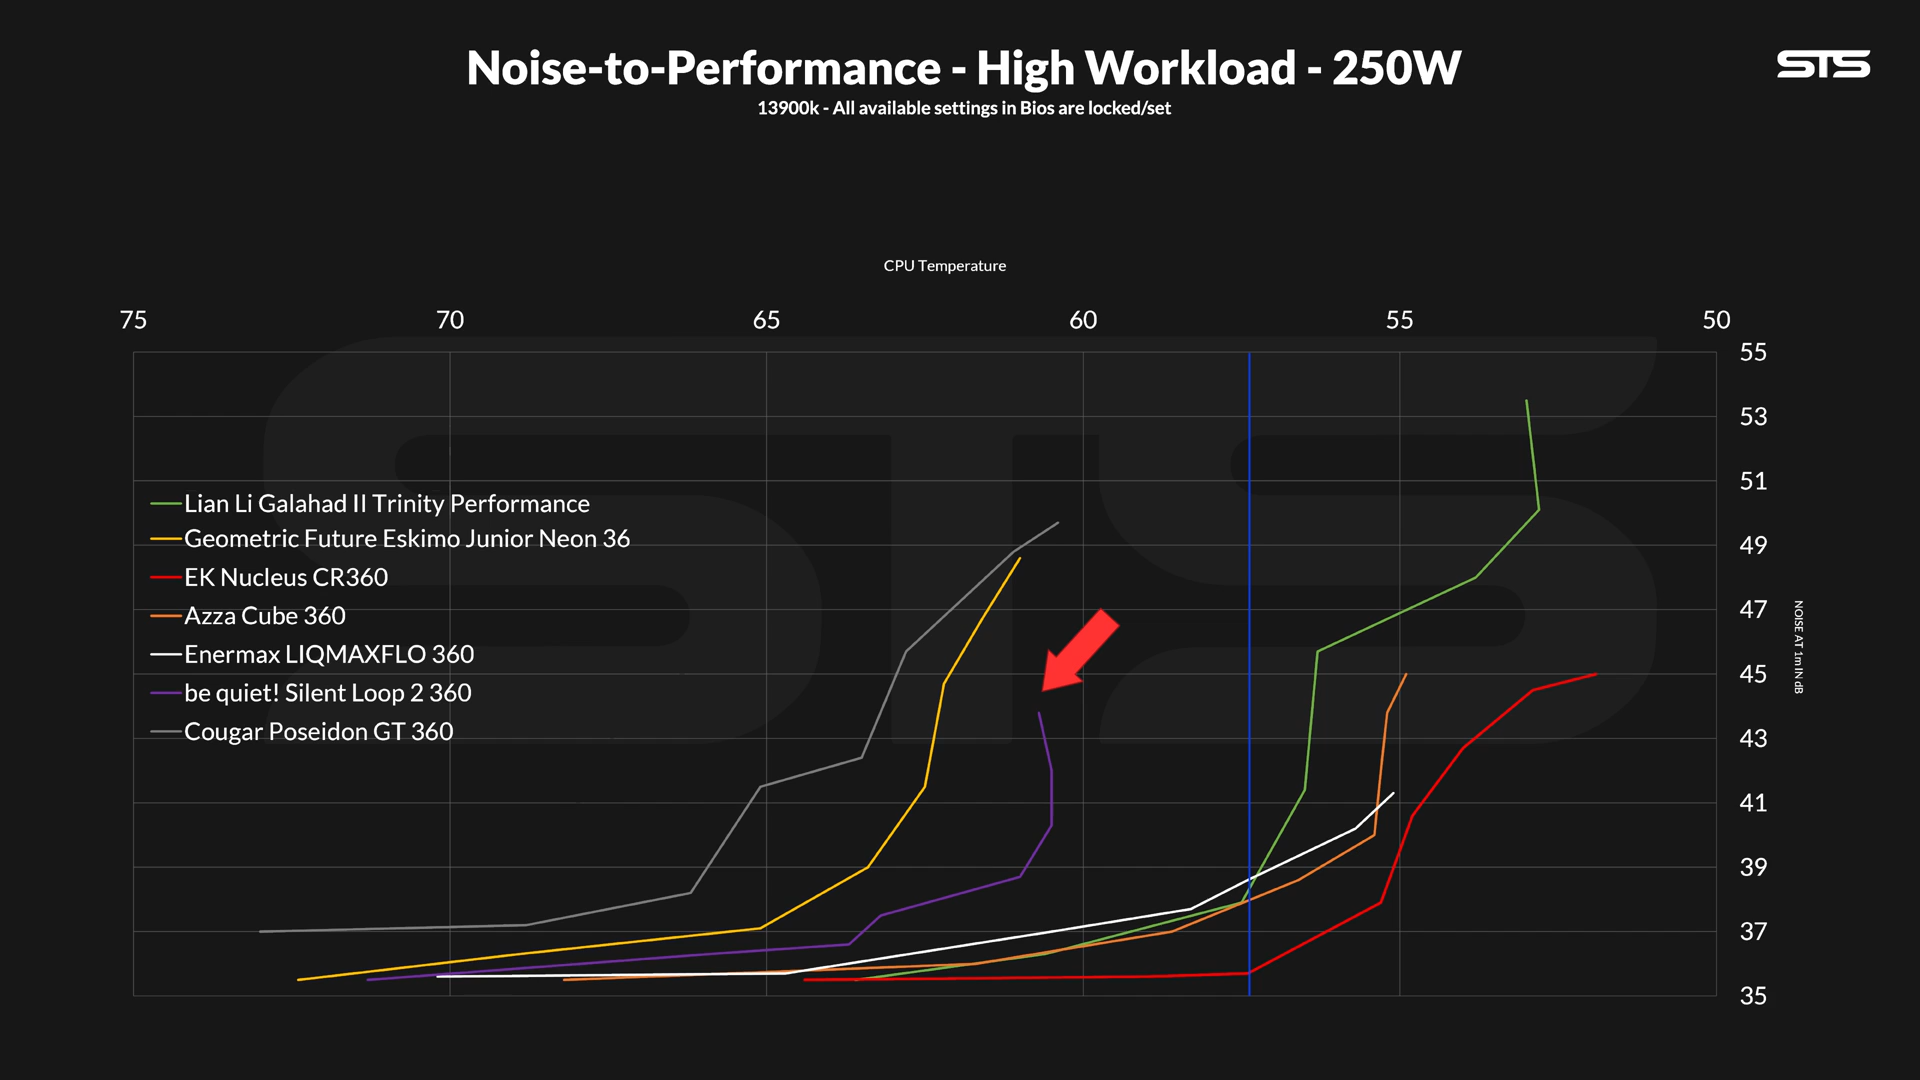 Noise-to-Performance - High Workload - 250W
STS
13900k - All available settings in Bios are locked/set
CPU Temperature
75 70 65 60 55 50
55
53
51
49
47
45
43
41
39
37
35
Lian Li Galahad II Trinity Performance
Geometric Future Eskimo Junior Neon 36
EK Nucleus CR360
Azza Cube 360
Enermax LIQMAXFLO 360
be quiet! Silent Loop 2 360
Cougar Poseidon GT 360
NOISE AT 1m IN dB
STS